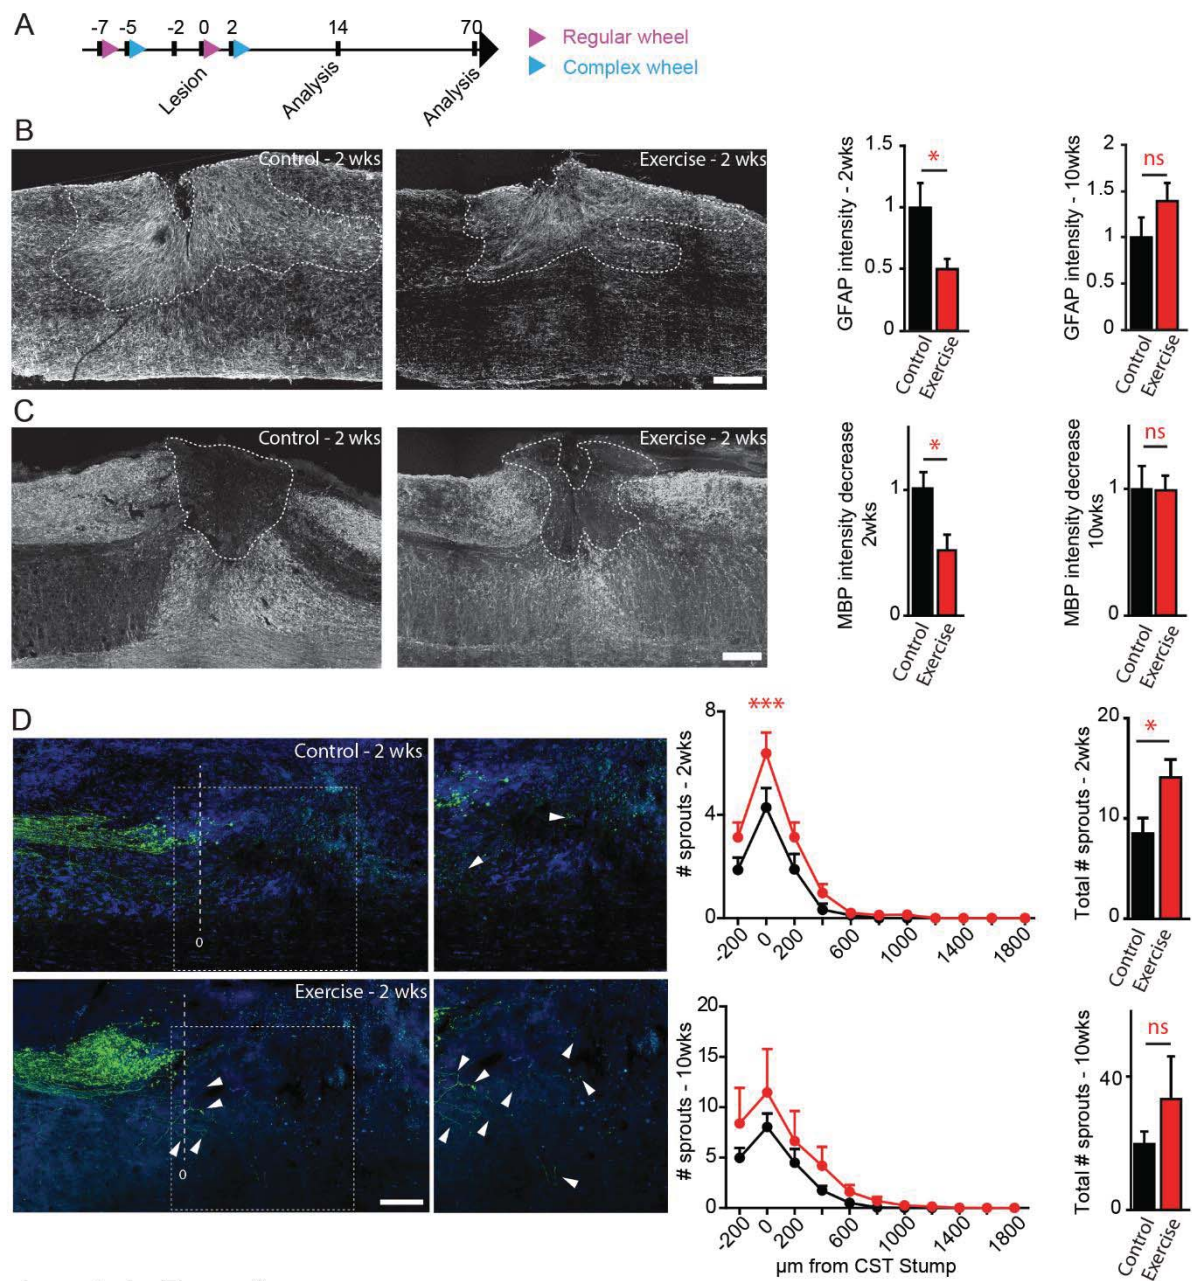 A
-7 -5 -2 0 2 14 70
Lesion
Analysis
Analysis
Regular wheel
Complex wheel
B
Control - 2 wks
Exercise - 2 wks
GFAP intensity - 2wks
1.5
1
0.5
0
*
Control
Exercise
GFAP intensity - 10wks
2
1.5
1
0.5
0
ns
Control
Exercise
C
Control - 2 wks
Exercise - 2 wks
MBP intensity decrease
2wks
1
0
*
Control
Exercise
MBP intensity decrease
10wks
1
0
ns
Control
Exercise
D
Control - 2 wks
0
Exercise - 2 wks
0
# sprouts - 2wks
8
4
0
***
-200 0 200 600 1000 1400 1800
Total # sprouts - 2wks
20
10
0
*
Control
Exercise
# sprouts - 10wks
20
15
10
5
0
-200 0 200 600 1000 1400 1800
µm from CST Stump
Total # sprouts - 10wks
40
0
ns
Control
Exercise